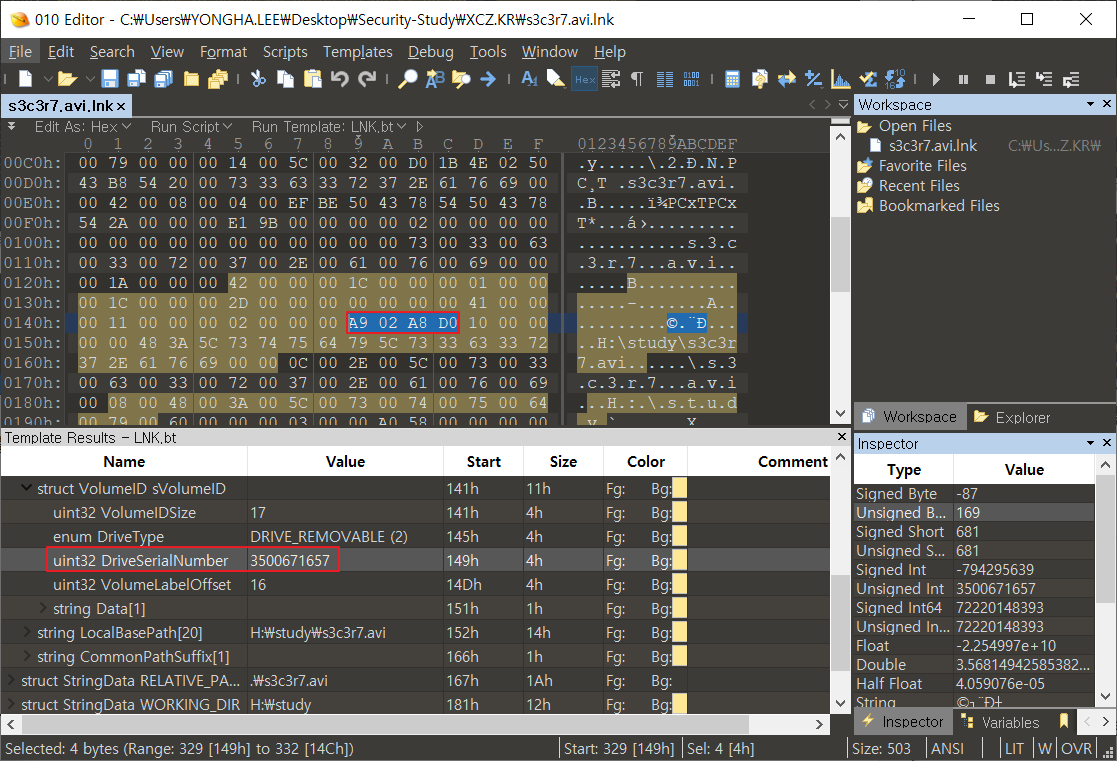 010 Editor - C:₩Users₩YONGHA.LEE₩Desktop₩Security-Study₩XCZ.KR₩s3c3r7.avi.lnk
File Edit Search View Format Scripts Templates Debug Tools Window Help
s3c3r7.avi.lnk ×
Edit As: Hex Run Script Run Template: LNK.bt
0 1 2 3 4 5 6 7 8 9 A B C D E F 0123456789ABCDEF
00C0h: 00 79 00 00 00 14 00 5C 00 32 00 D0 1B 4E 02 50 .y.....\.2.Ð.N.P
00D0h: 43 B8 54 20 00 73 33 63 33 72 37 2E 61 76 69 00 C¸T .s3c3r7.avi.
00E0h: 00 42 00 08 00 04 00 EF BE 50 43 78 54 50 43 78 .B.....ï¾PCxTPCx
00F0h: 54 2A 00 00 00 E1 9B 00 00 00 00 02 00 00 00 00 T*...á›.........
0100h: 00 00 00 00 00 00 00 00 00 00 00 73 00 33 00 63 ...........s.3.c
0110h: 00 33 00 72 00 37 00 2E 00 61 00 76 00 69 00 00 .3.r.7...a.v.i..
0120h: 00 1A 00 00 00 42 00 00 00 1C 00 00 00 01 00 00 .....B..........
0130h: 00 1C 00 00 00 2D 00 00 00 00 00 00 00 41 00 00 .....-.......A..
0140h: 00 11 00 00 00 02 00 00 00 A9 02 A8 D0 10 00 00 .........©.¨Ð...
0150h: 00 00 48 3A 5C 73 74 75 64 79 5C 73 33 63 33 72 ..H:\study\s3c3r
0160h: 37 2E 61 76 69 00 00 0C 00 2E 00 5C 00 73 00 33 7.avi......\.s.3
0170h: 00 63 00 33 00 72 00 37 00 2E 00 61 00 76 00 69 .c.3.r.7...a.v.i
0180h: 00 08 00 48 00 3A 00 5C 00 73 00 74 00 75 00 64 ...H.:.\.s.t.u.d
0190h: 00 79 00 60 00 00 00 03 00 00 A0 58 00 00 00 00
Template Results - LNK.bt
Name Value Start Size Color Comment
struct VolumeID sVolumeID 141h 11h Fg: Bg:
uint32 VolumeIDSize 17 141h 4h Fg: Bg:
enum DriveType DRIVE_REMOVABLE (2) 145h 4h Fg: Bg:
uint32 DriveSerialNumber 3500671657 149h 4h Fg: Bg:
uint32 VolumeLabelOffset 16 14Dh 4h Fg: Bg:
string Data[1] 151h 1h Fg: Bg:
string LocalBasePath[20] H:₩study₩s3c3r7.avi 152h 14h Fg: Bg:
string CommonPathSuffix[1] 166h 1h Fg: Bg:
struct StringData RELATIVE_PA... .₩s3c3r7.avi 167h 1Ah Fg: Bg:
struct StringData WORKING_DIR H:₩study 181h 12h Fg: Bg:
Workspace
Open Files
s3c3r7.avi.lnk C:₩Us...Z.KR₩
Favorite Files
Recent Files
Bookmarked Files
Workspace Explorer
Inspector
Type Value
Signed Byte -87
Unsigned B... 169
Signed Short 681
Unsigned S... 681
Signed Int -794295639
Unsigned Int 3500671657
Signed Int64 72220148393
Unsigned In... 72220148393
Float -2.254997e+10
Double 3.56814942585382...
Half Float 4.059076e-05
String
Inspector Variables
Selected: 4 bytes (Range: 329 [149h] to 332 [14Ch]) Start: 329 [149h] Sel: 4 [4h] Size: 503 ANSI LIT W OVR